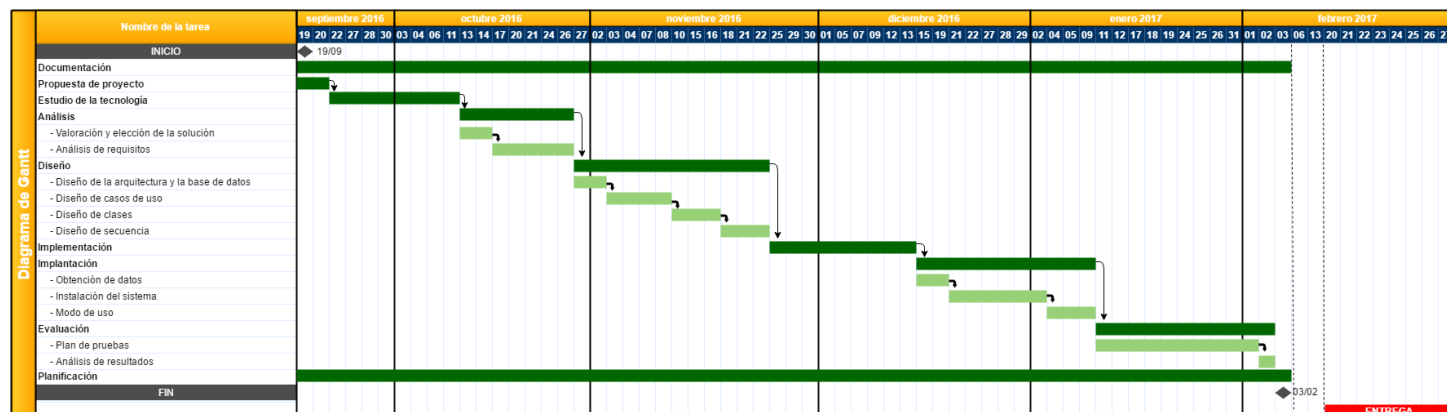 Diagrama de Gantt
Nombre de la tarea
septiembre 2016
octubre 2016
noviembre 2016
diciembre 2016
enero 2017
febrero 2017
19 20 22 27 28 30 03 04 06 11 13 14 17 20 21 24 25 27 02 03 04 07 08 10 14 15 17 18 21 22 24 25 28 29 30 01 05 07 08 09 13 14 15 19 21 22 27 28 29 02 04 05 09 10 11 12 17 18 19 24 25 26 31 01 02 03 06 13 20 21 22 23 24 25 26 27
INICIO
19/09
Documentación
Propuesta de proyecto
Estudio de la tecnología
Análisis
- Valoración y elección de la solución
- Análisis de requisitos
Diseño
- Diseño de la arquitectura y la base de datos
- Diseño de casos de uso
- Diseño de clases
- Diseño de secuencia
Implementación
Implantación
- Obtención de datos
- Instalación del sistema
- Modo de uso
Evaluación
- Plan de pruebas
- Análisis de resultados
Planificación
FIN
03/02
ENTREGA